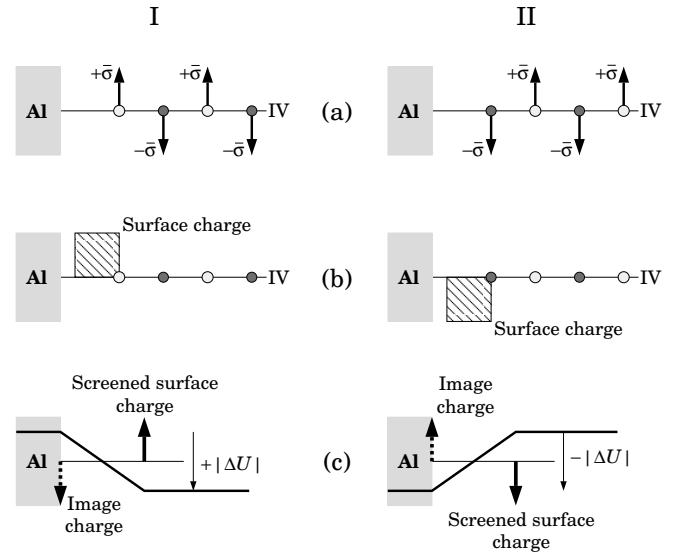 I
II
+σ̄
+σ̄
+σ̄
+σ̄
Al
IV
(a)
Al
IV
−σ̄
−σ̄
−σ̄
−σ̄
Surface charge
Al
IV
(b)
Al
IV
Surface charge
Screened surface
charge
Image
charge
Al
+|ΔU|
(c)
Al
−|ΔU|
Image
charge
Screened surface
charge